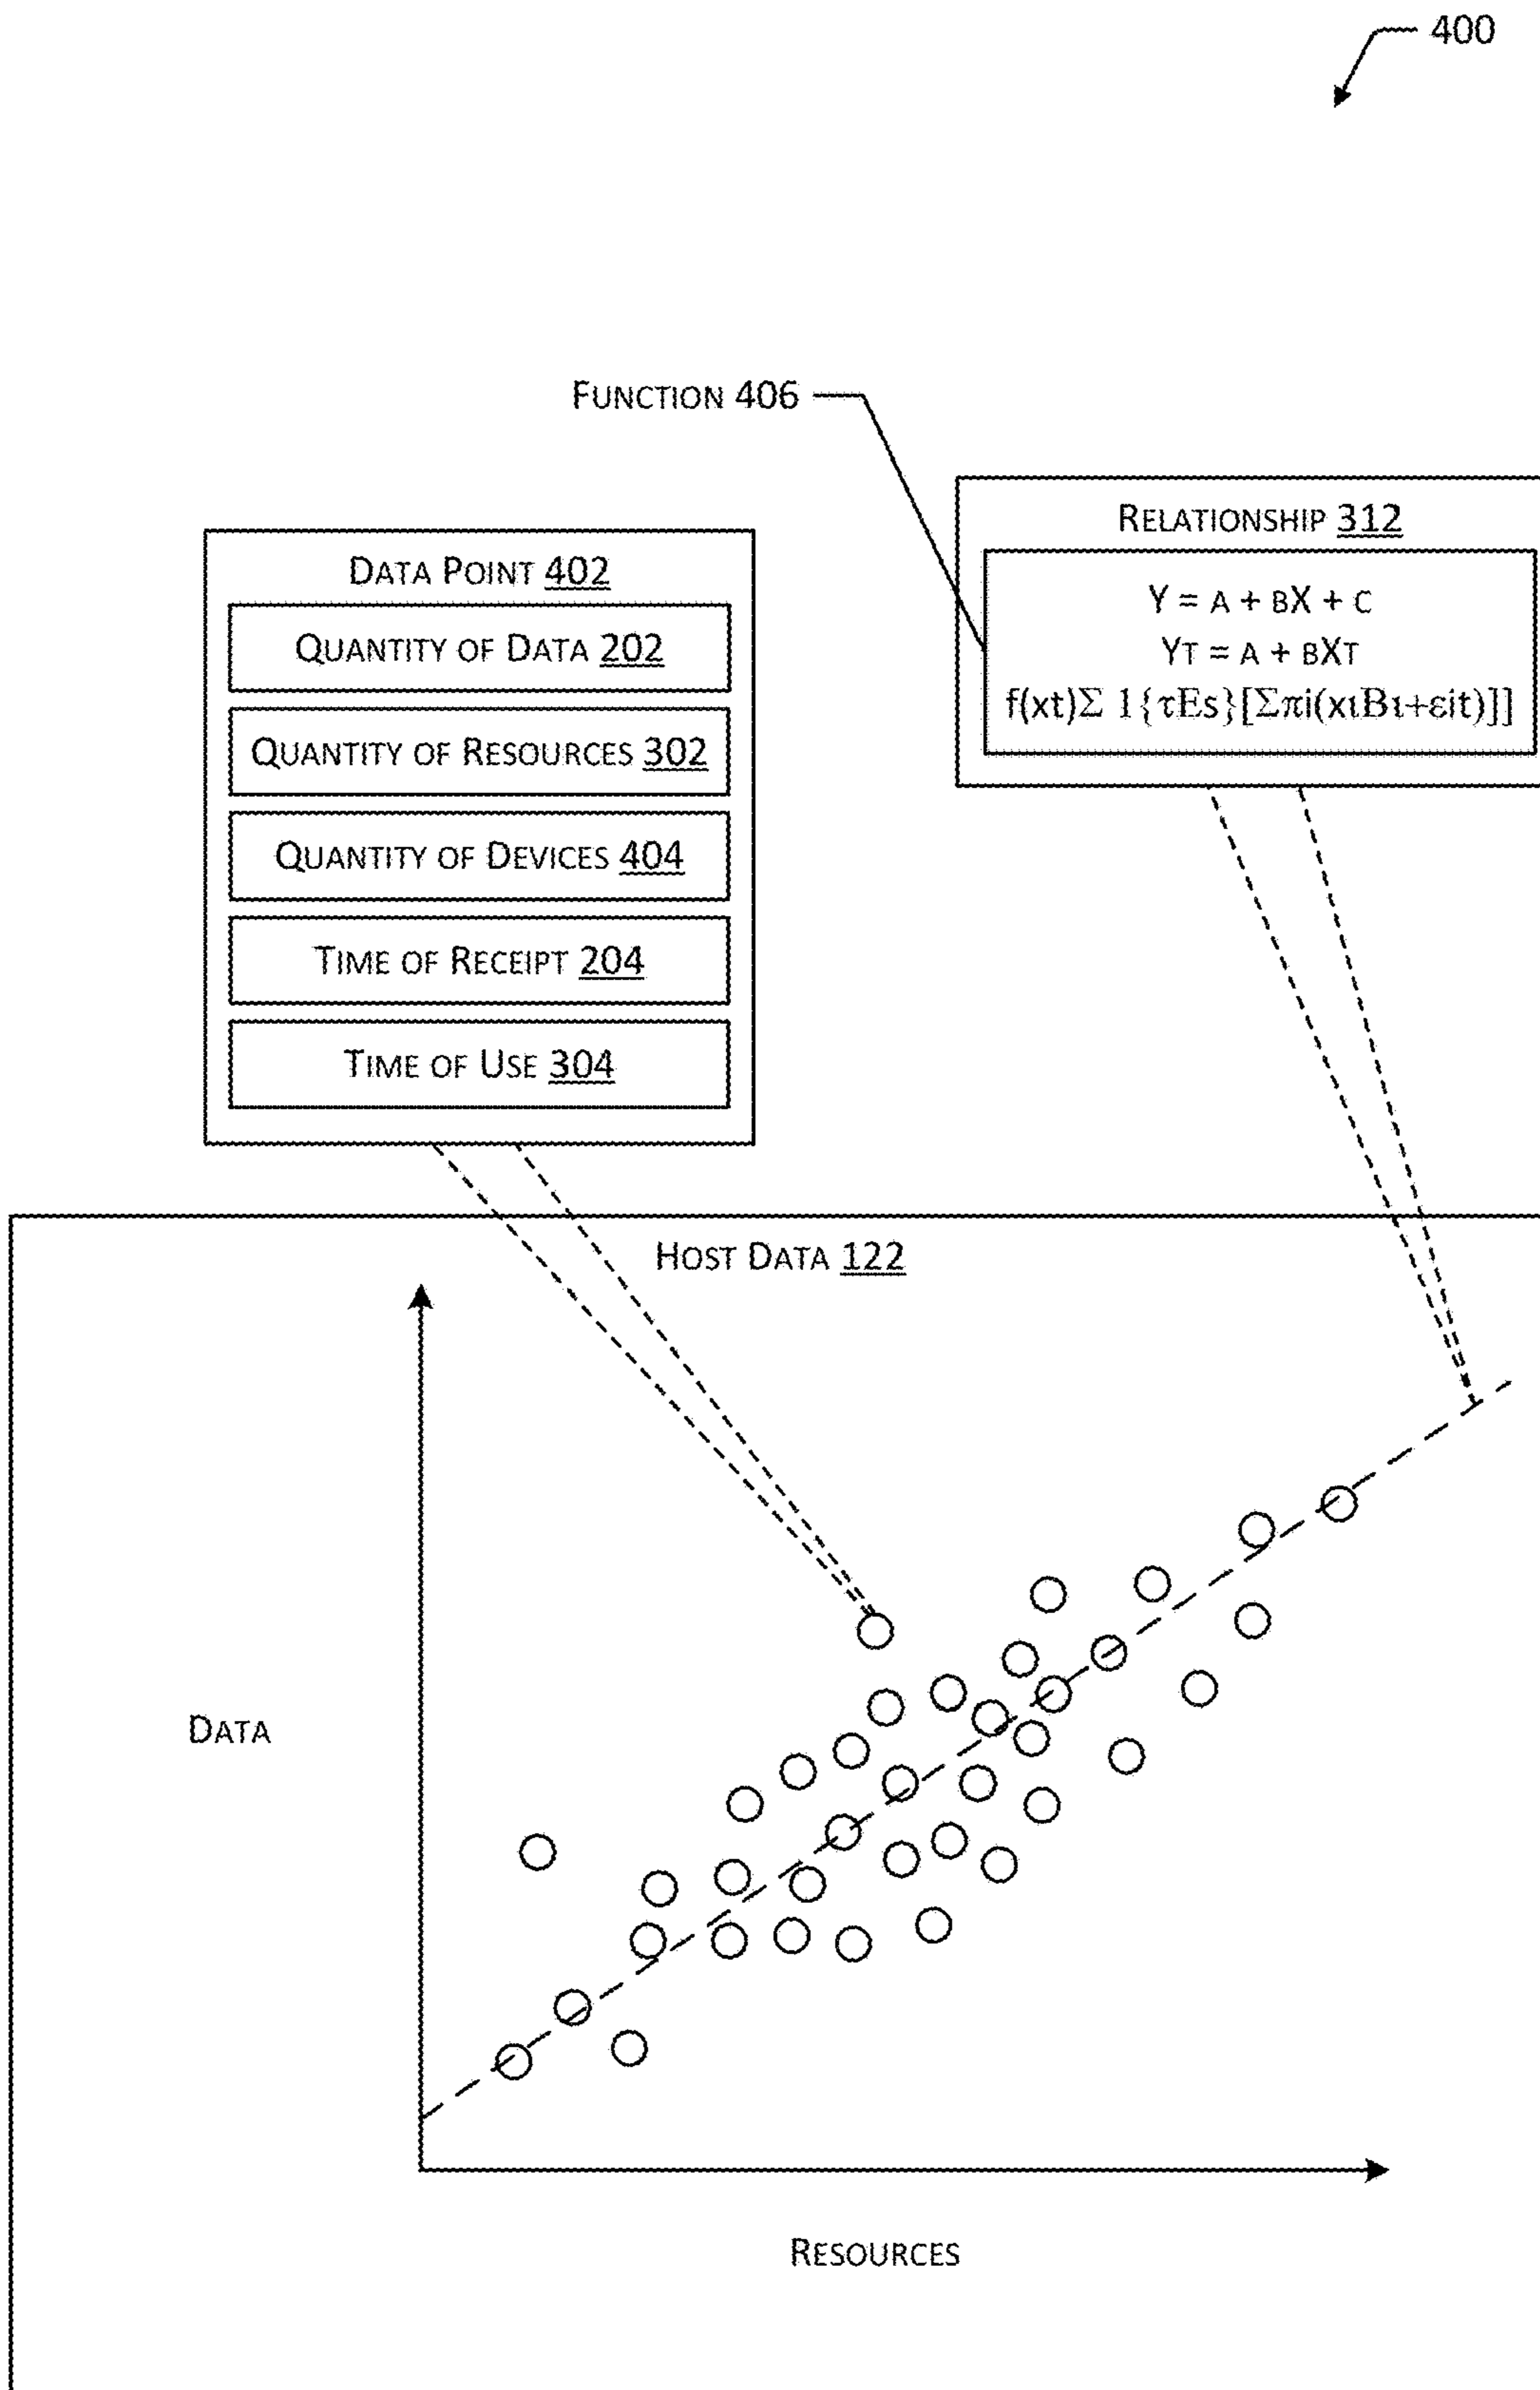 400
FUNCTION 406
RELATIONSHIP 312
Y = A + BX + C
YT = A + BXT
f(xt)Σ 1{τEs}[Σπi(xιBι+εit)]]
DATA POINT 402
QUANTITY OF DATA 202
QUANTITY OF RESOURCES 302
QUANTITY OF DEVICES 404
TIME OF RECEIPT 204
TIME OF USE 304
HOST DATA 122
DATA
RESOURCES